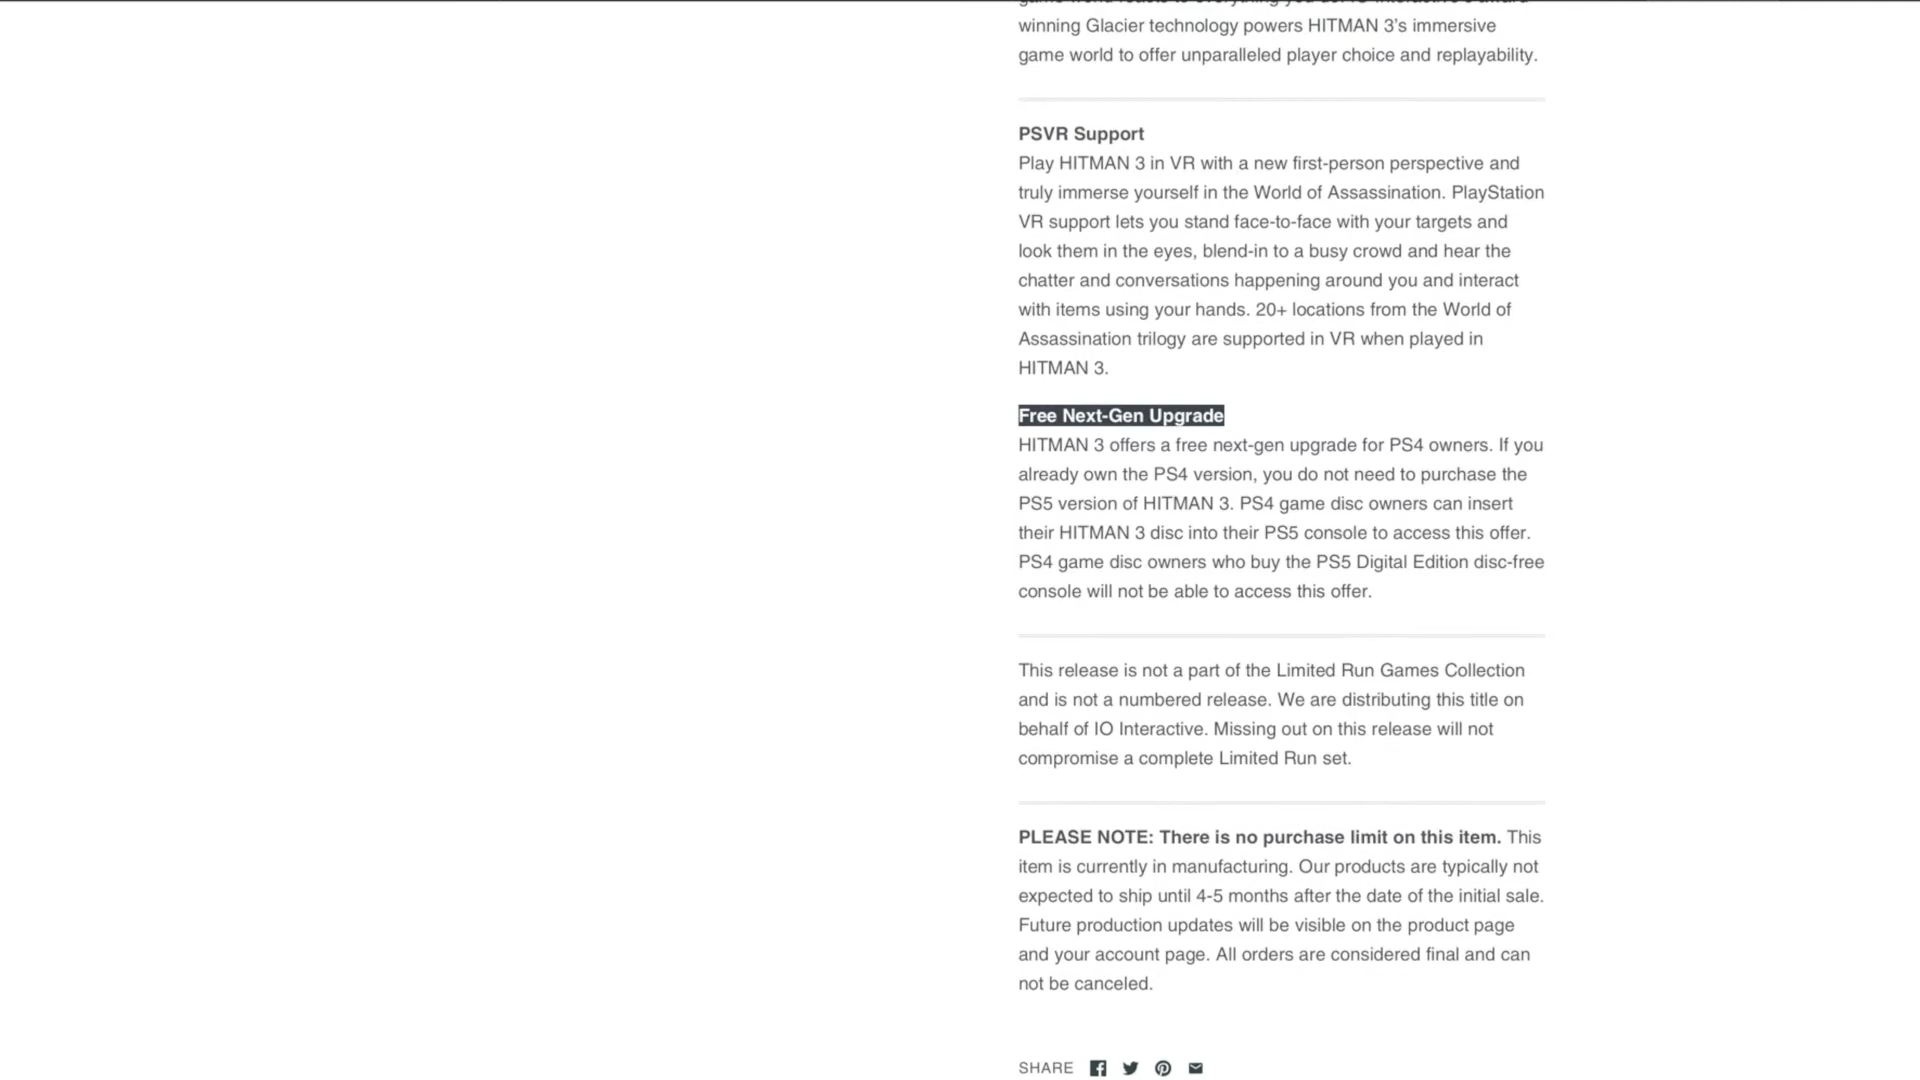 winning Glacier technology powers HITMAN 3's immersive
game world to offer unparalleled player choice and replayability.
PSVR Support
Play HITMAN 3 in VR with a new first-person perspective and
truly immerse yourself in the World of Assassination. PlayStation
VR support lets you stand face-to-face with your targets and
look them in the eyes, blend-in to a busy crowd and hear the
chatter and conversations happening around you and interact
with items using your hands. 20+ locations from the World of
Assassination trilogy are supported in VR when played in
HITMAN 3.
Free Next-Gen Upgrade
HITMAN 3 offers a free next-gen upgrade for PS4 owners. If you
already own the PS4 version, you do not need to purchase the
PS5 version of HITMAN 3. PS4 game disc owners can insert
their HITMAN 3 disc into their PS5 console to access this offer.
PS4 game disc owners who buy the PS5 Digital Edition disc-free
console will not be able to access this offer.
This release is not a part of the Limited Run Games Collection
and is not a numbered release. We are distributing this title on
behalf of IO Interactive. Missing out on this release will not
compromise a complete Limited Run set.
PLEASE NOTE: There is no purchase limit on this item. This
item is currently in manufacturing. Our products are typically not
expected to ship until 4-5 months after the date of the initial sale.
Future production updates will be visible on the product page
and your account page. All orders are considered final and can
not be canceled.
SHARE